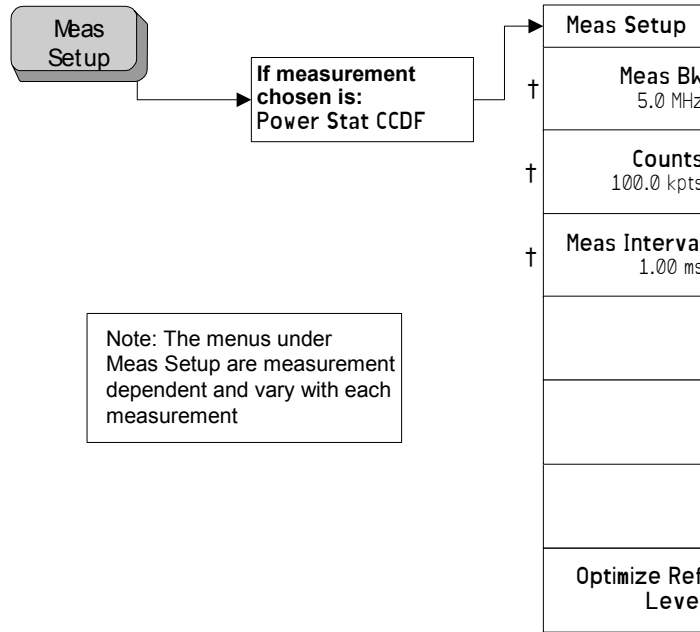 Meas
Setup
If measurement
chosen is:
Power Stat CCDF
Meas Setup
†
Meas BW
5.0 MHz
†
Counts
100.0 kpts
†
Meas Interva
1.00 ms
Note: The menus under
Meas Setup are measurement
dependent and vary with each
measurement
Optimize Ref
Leve